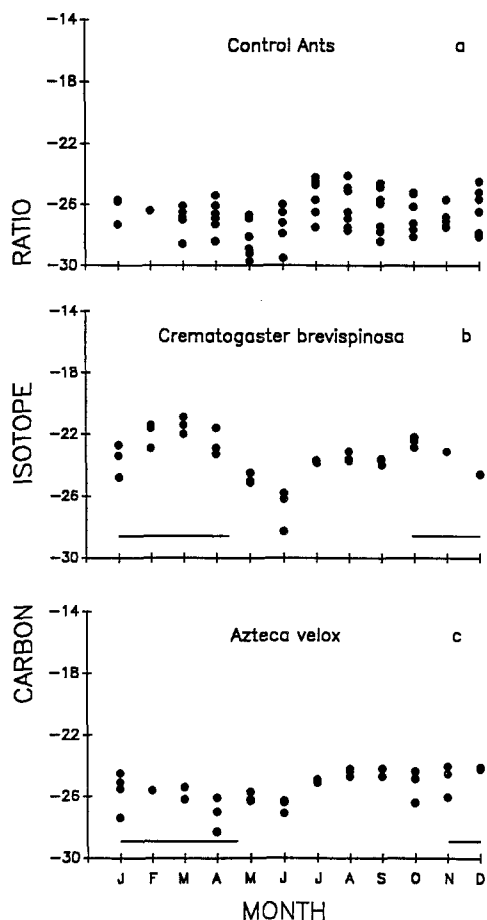 -14
Control Ants a
-18
-22
-26
-30
-14
Crematogaster brevispinosa b
-18
-22
-26
-30
-14
Azteca velox c
-18
-22
-26
-30
J F M A M J J A S O N D
MONTH
CARBON ISOTOPE RATIO